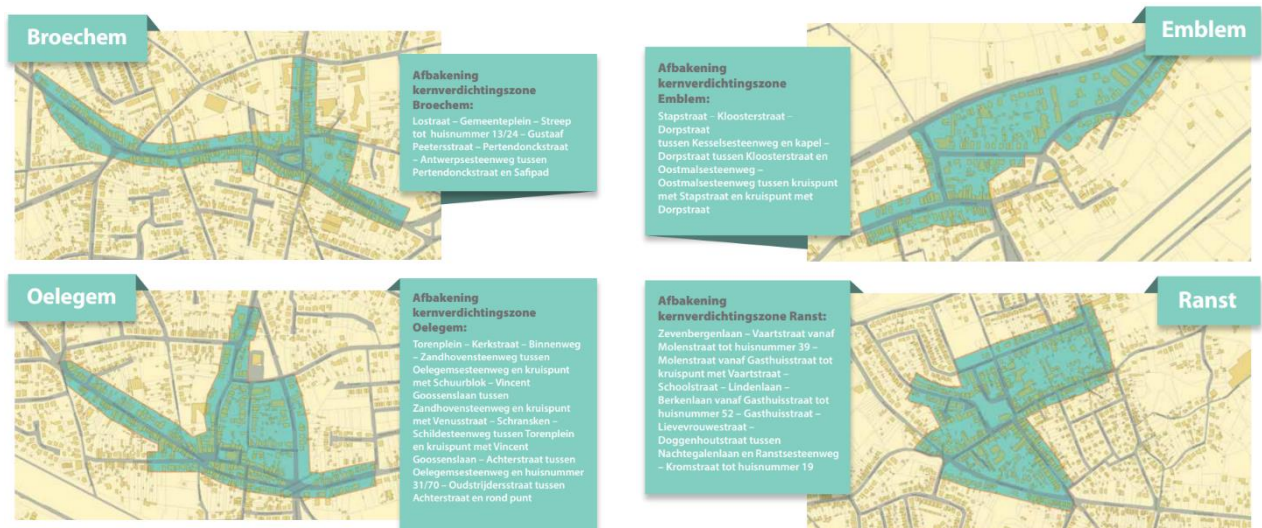 Broechem
Afbakening
kernverdichtingszone
Broechem:
Lostraat – Gemeenteplein – Streep
tot huisnummer 13/24 – Gustaaf
Peetersstraat – Pertendonckstraat
– Antwerpsesteenweg tussen
Pertendonckstraat en Safipad
Emblem
Afbakening
kernverdichtingszone
Emblem:
Stapstraat – Kloosterstraat –
Dorpstraat
tussen Kesselsesteenweg en kapel –
Dorpstraat tussen Kloosterstraat en
Oostmalsesteenweg –
Oostmalsesteenweg tussen kruispunt
met Stapstraat en kruispunt met
Dorpstraat
Oelegem
Afbakening
kernverdichtingszone
Oelegem:
Torenplein – Kerkstraat – Binnenweg
– Zandhovensteenweg tussen
Oelegemsesteenweg en kruispunt
met Schuurblok – Vincent
Goossenslaan tussen
Zandhovensteenweg en kruispunt
met Venusstraat – Schransken –
Schildesteenweg tussen Torenplein
en kruispunt met Vincent
Goossenslaan – Achterstraat tussen
Oelegemsesteenweg en huisnummer
31/70 – Oudstrijdersstraat tussen
Achterstraat en rond punt
Ranst
Afbakening
kernverdichtingszone Ranst:
Zevenbergenlaan – Vaartstraat vanaf
Molenstraat tot huisnummer 39 –
Molenstraat vanaf Gasthuisstraat tot
kruispunt met Vaartstraat –
Schoolstraat – Lindenlaan –
Berkenlaan vanaf Gasthuisstraat tot
huisnummer 52 – Gasthuisstraat –
Lievevrouwestraat –
Doggenhoutstraat tussen
Nachtegalenlaan en Ranstsesteenweg
– Kromstraat tot huisnummer 19